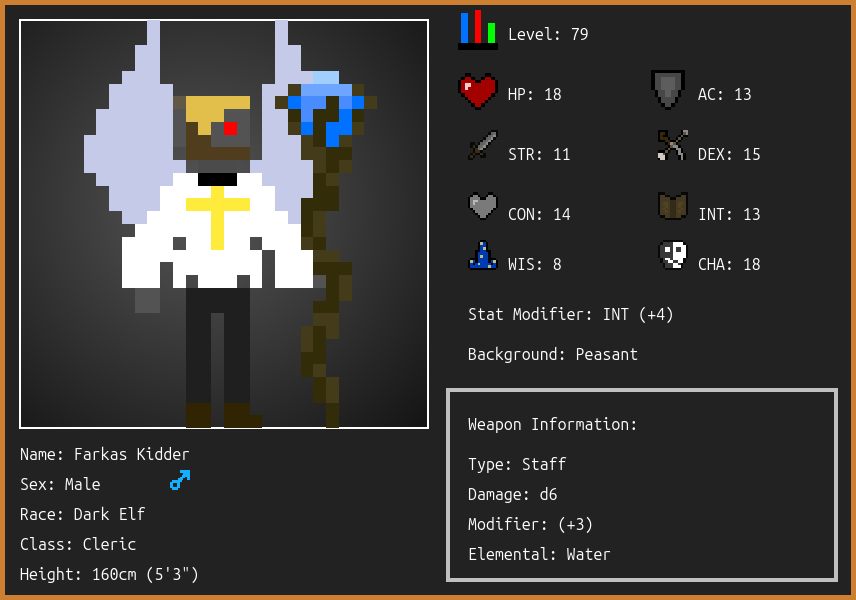 Level: 79
HP: 18
AC: 13
STR: 11
DEX: 15
CON: 14
INT: 13
WIS: 8
CHA: 18
Stat Modifier: INT (+4)
Background: Peasant
Weapon Information:
Type: Staff
Damage: d6
Modifier: (+3)
Elemental: Water
Name: Farkas Kidder
Sex: Male
Race: Dark Elf
Class: Cleric
Height: 160cm (5'3")